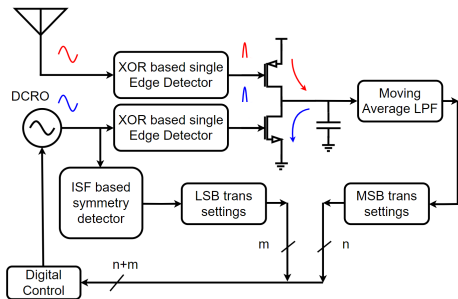 XOR based single
Edge Detector
DCRO
XOR based single
Edge Detector
Moving
Average LPF
ISF based
symmetry
detector
LSB trans
settings
MSB trans
settings
m
n
n+m
Digital
Control